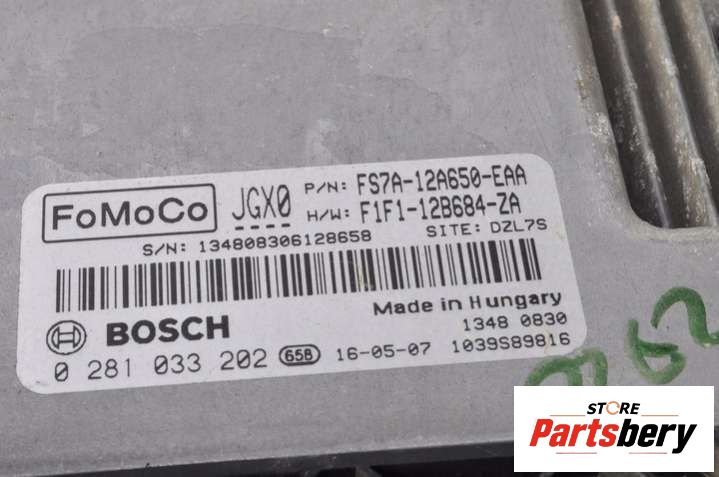 FoMoCo
JGX0
P/N: FS7A-12A650-EAA
H/W: F1F1-12B684-ZA
S/N: 134808306128658
SITE: DZL7S
Made in Hungary
BOSCH
1348 0830
0 281 033 202 65B 16-05-07 1039S89816
STORE
Partsbery